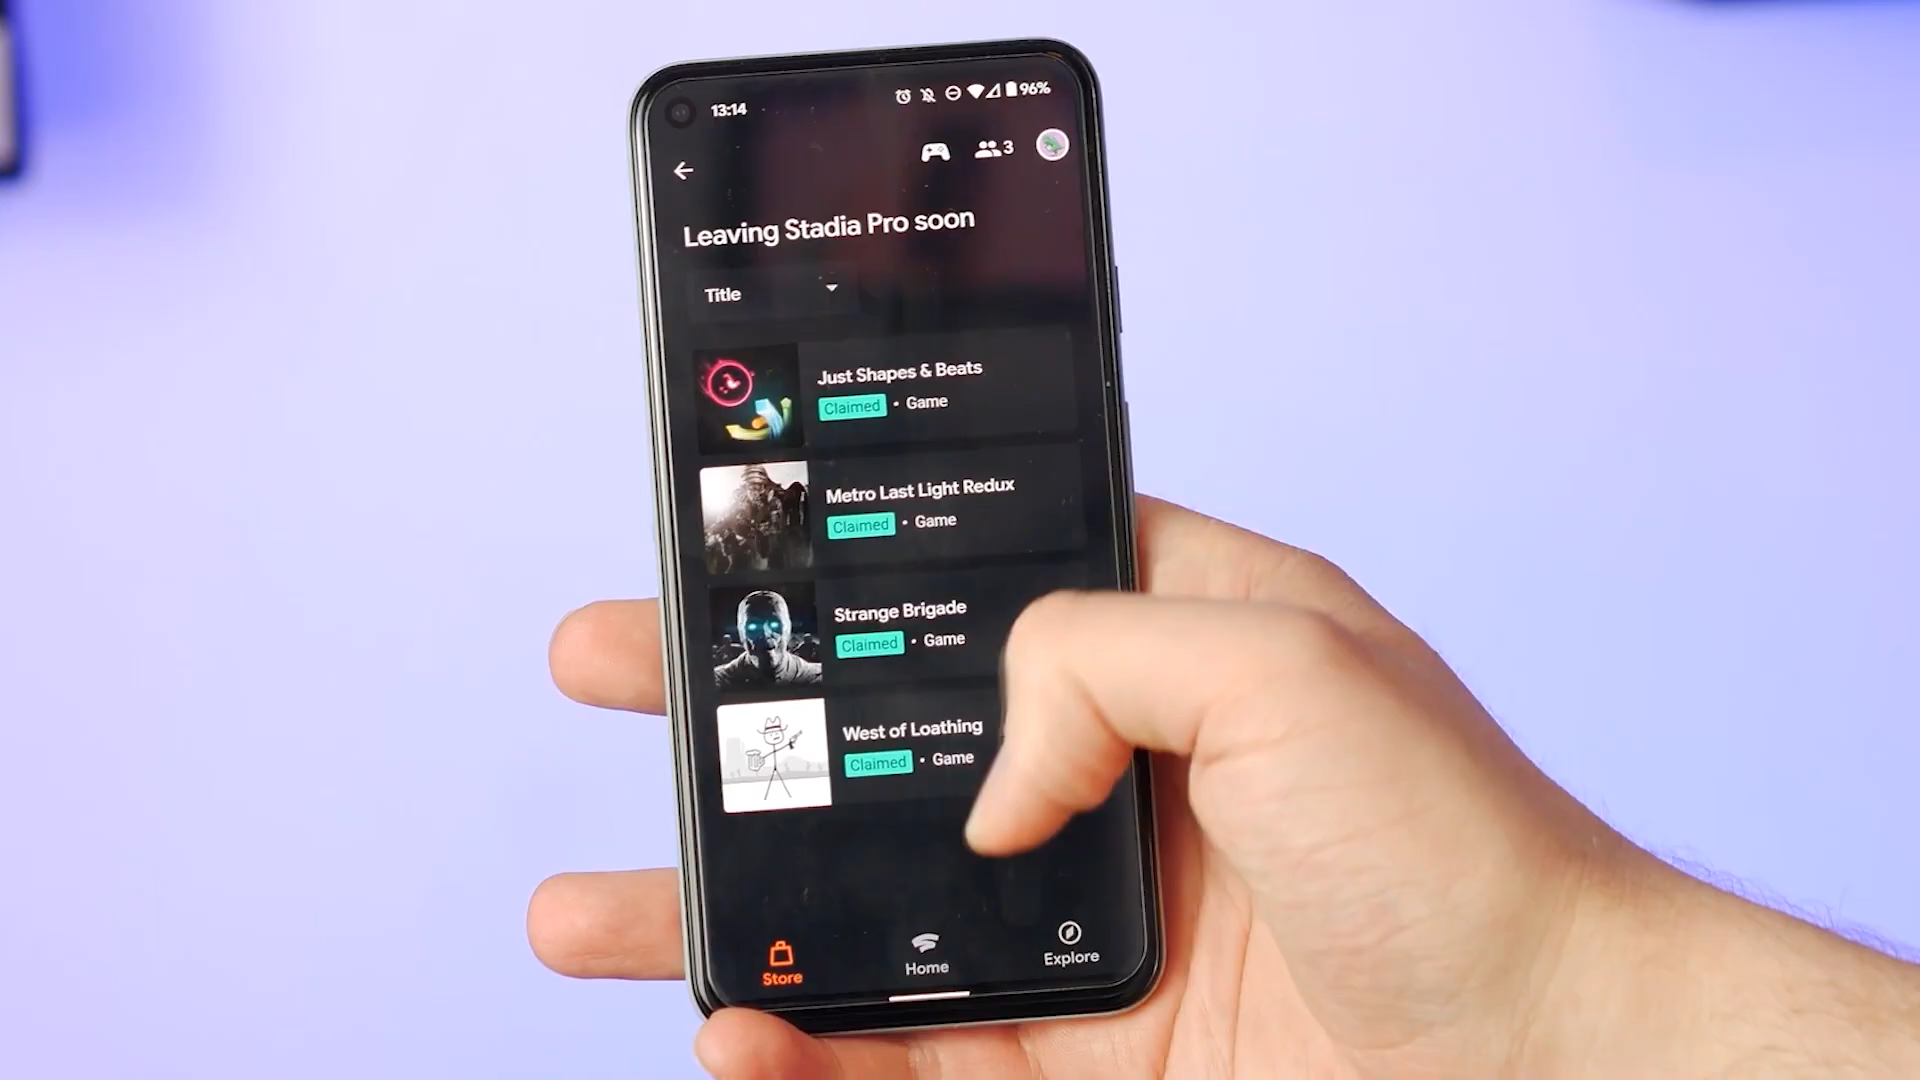 13:14
96%
3
Leaving Stadia Pro soon
Title
Just Shapes & Beats
Claimed • Game
Metro Last Light Redux
Claimed • Game
Strange Brigade
Claimed • Game
West of Loathing
Claimed • Game
Store
Home
Explore